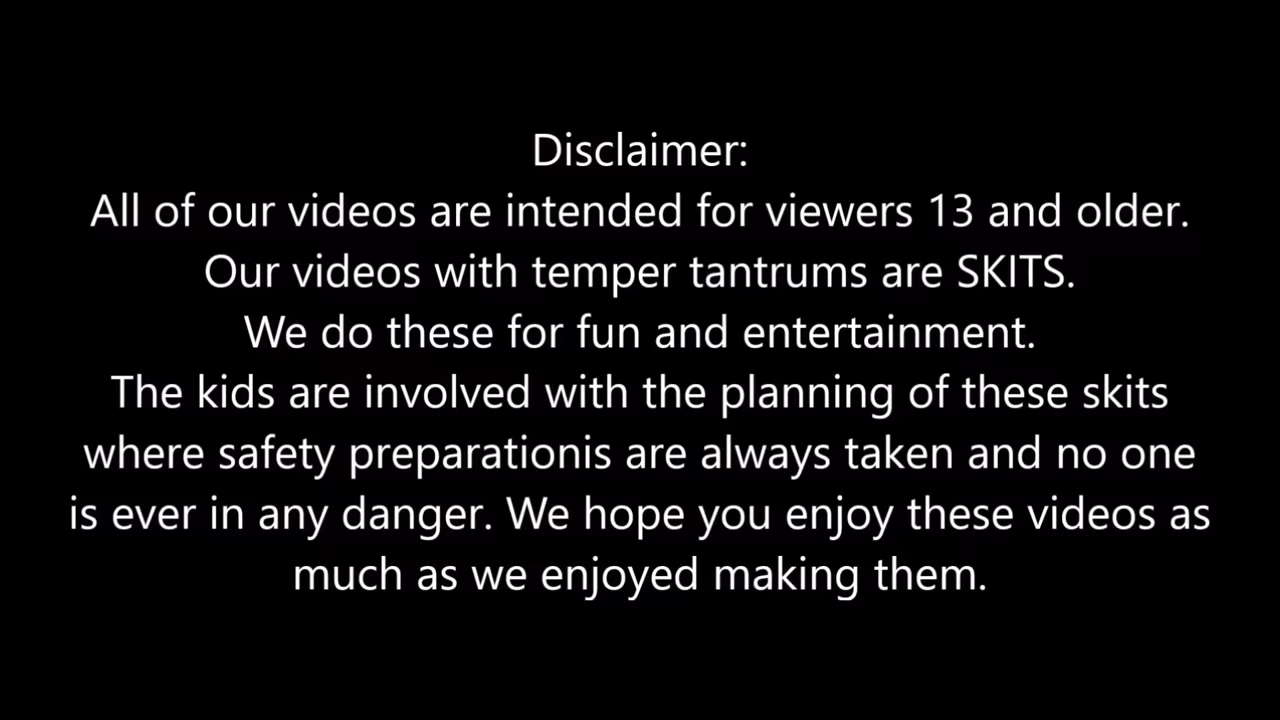 Disclaimer:
All of our videos are intended for viewers 13 and older.
Our videos with temper tantrums are SKITS.
We do these for fun and entertainment.
The kids are involved with the planning of these skits
where safety preparationis are always taken and no one
is ever in any danger. We hope you enjoy these videos as
much as we enjoyed making them.